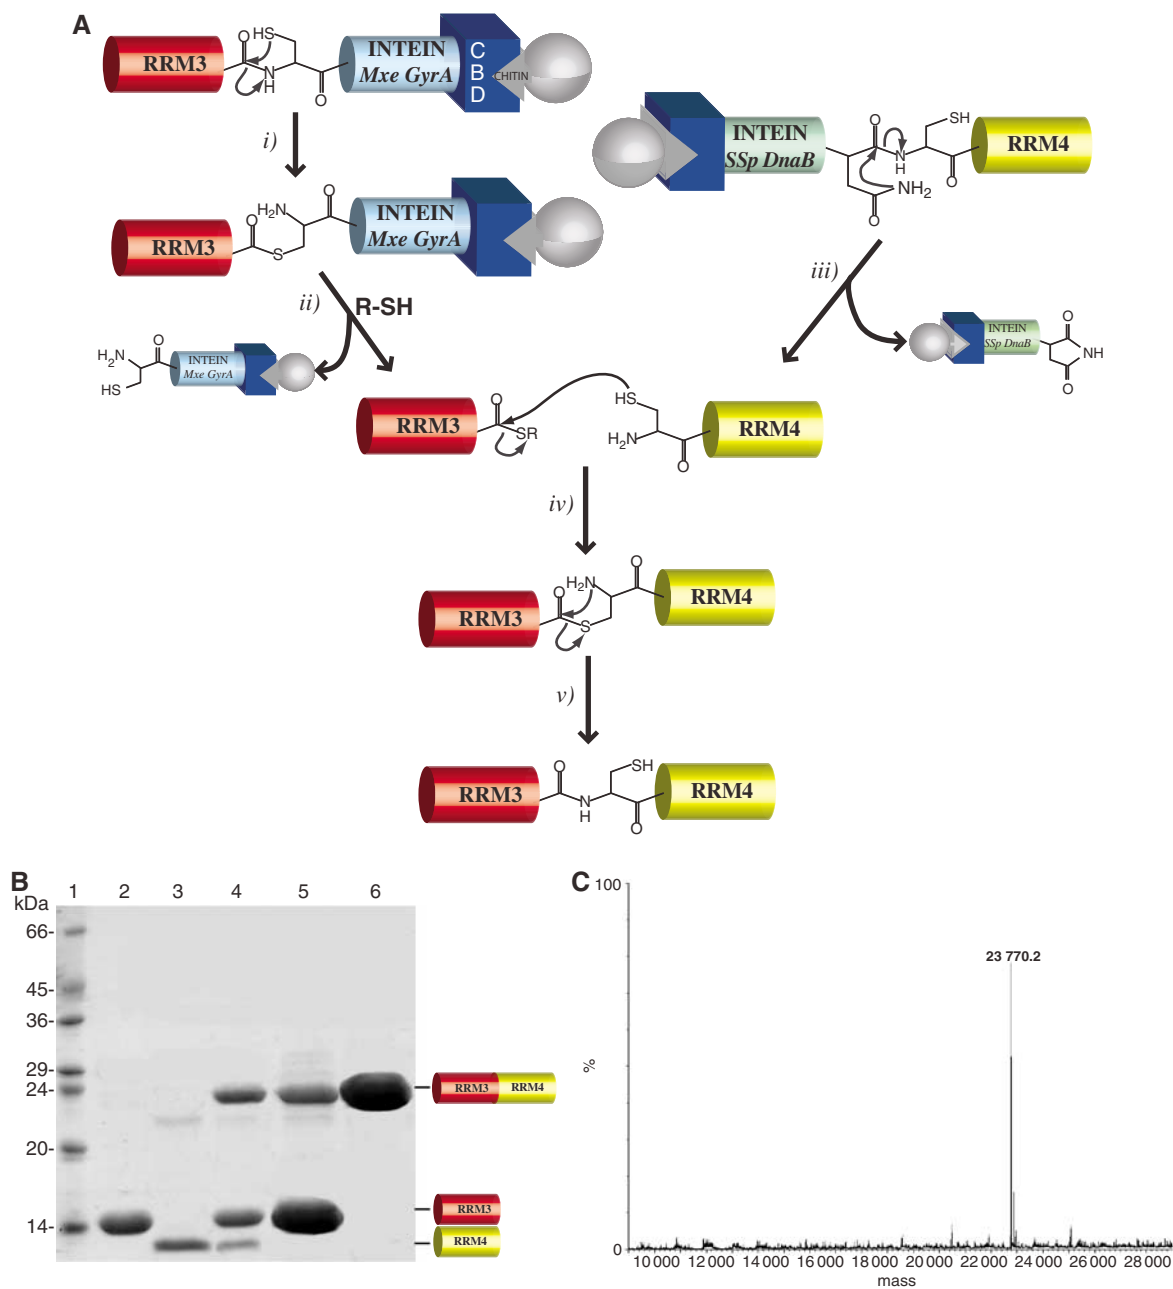 A
RRM3
O
HS
N
H
O
INTEIN
Mxe GyrA
C
B
D
CHITIN
i)
INTEIN
SSp DnaB
O
SH
N
H
O
NH2
O
RRM4
RRM3
O
H2N
S
O
INTEIN
Mxe GyrA
ii)
R-SH
iii)
H2N
O
HS
INTEIN
Mxe GyrA
INTEIN
SSp DnaB
O
NH
O
RRM3
O
SR
HS
H2N
O
RRM4
iv)
RRM3
O
H2N
S
O
RRM4
v)
RRM3
O
N
H
SH
O
RRM4
B
kDa
1 2 3 4 5 6
66-
45-
36-
29-
24-
20-
14-
RRM3 RRM4
RRM3
RRM4
C
100
%
0
23 770.2
10 000 12 000 14 000 16 000 18 000 20 000 22 000 24 000 26 000 28 000
mass